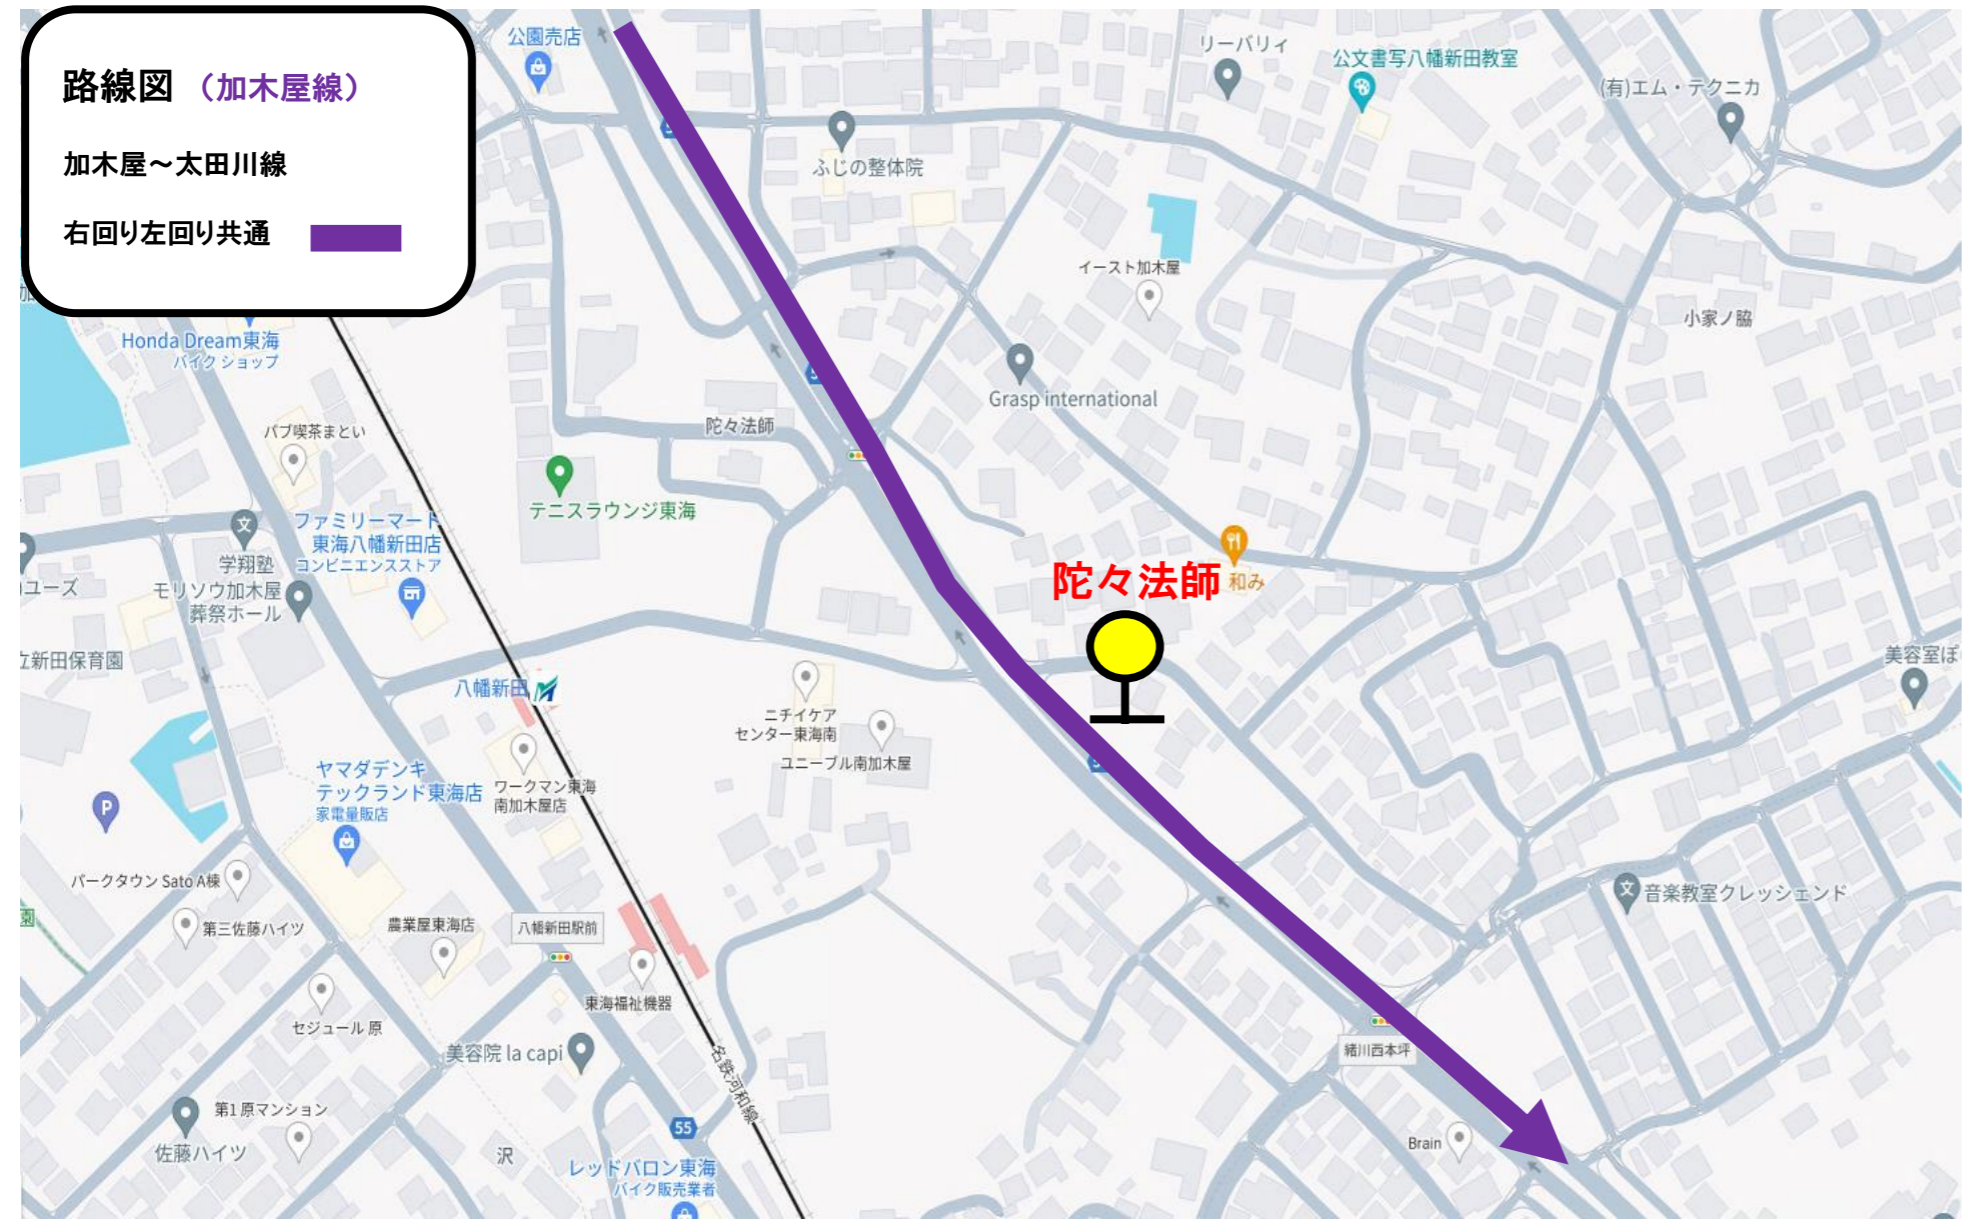 路線図 （加木屋線）
加木屋～太田川線
右回り左回り共通
公園売店
リーバリィ
公文書写八幡新田教室
(有)エム・テクニカ
ふじの整体院
イースト加木屋
小家ノ脇
Honda Dream東海
バイク ショップ
Grasp international
陀々法師
パブ喫茶まとい
テニスラウンジ東海
ファミリーマート
東海八幡新田店
コンビニエンスストア
学翔塾
モリソウ加木屋
葬祭ホール
ユーズ
陀々法師
和み
立新田保育園
八幡新田
美容室ぽ
ニチイケア
センター東海南
ユニーブル南加木屋
ヤマダデンキ
テックランド東海店
家電量販店
ワークマン東海
南加木屋店
P
パークタウン Sato A棟
音楽教室クレッシェンド
園
第三佐藤ハイツ
農業屋東海店
八幡新田駅前
東海福祉機器
セジュール原
美容院 la capi
名鉄河和線
緒川西本坪
第1原マンション
佐藤ハイツ
沢
55
Brain
レッドバロン東海
バイク販売業者